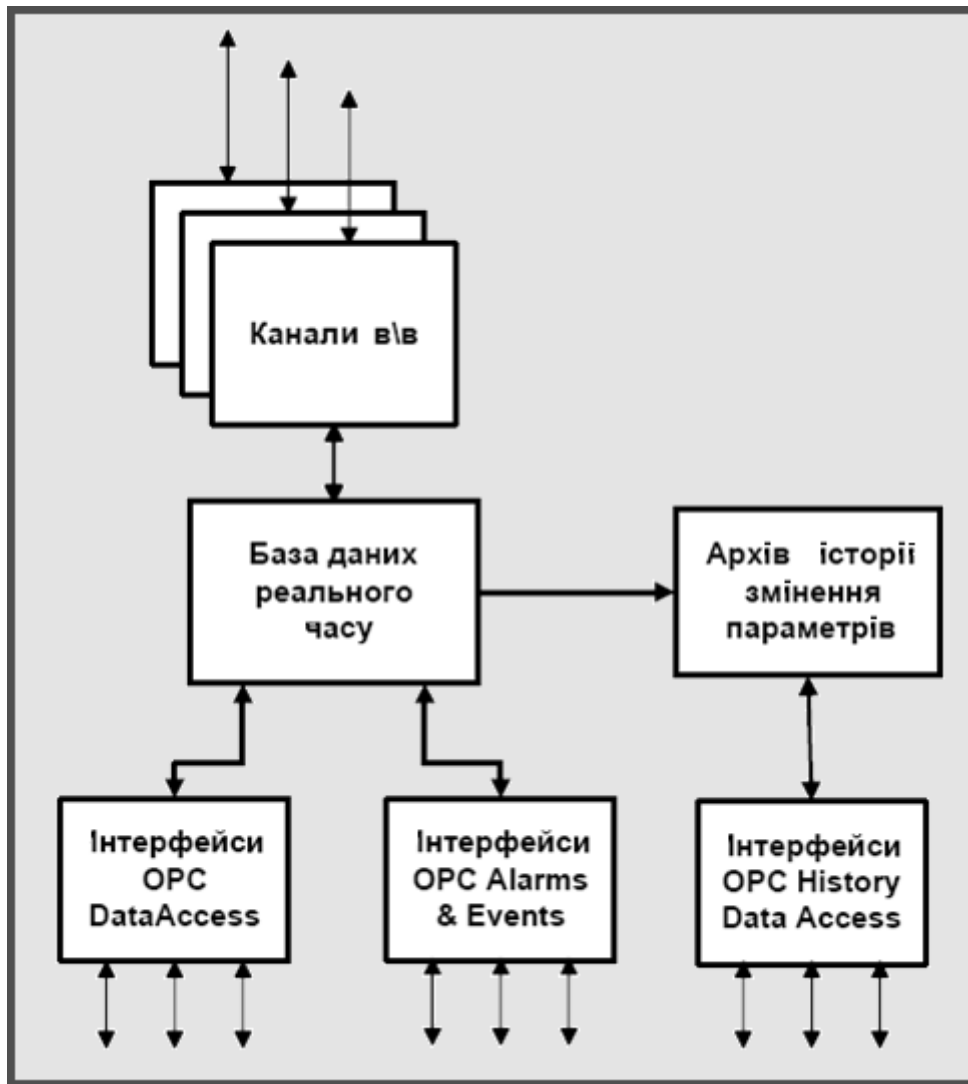 Канали в\в
База даних
реального
часу
Архів історії
змінення
параметрів
Інтерфейси
OPC
DataAccess
Інтерфейси
OPC Alarms
& Events
Інтерфейси
OPC History
Data Access